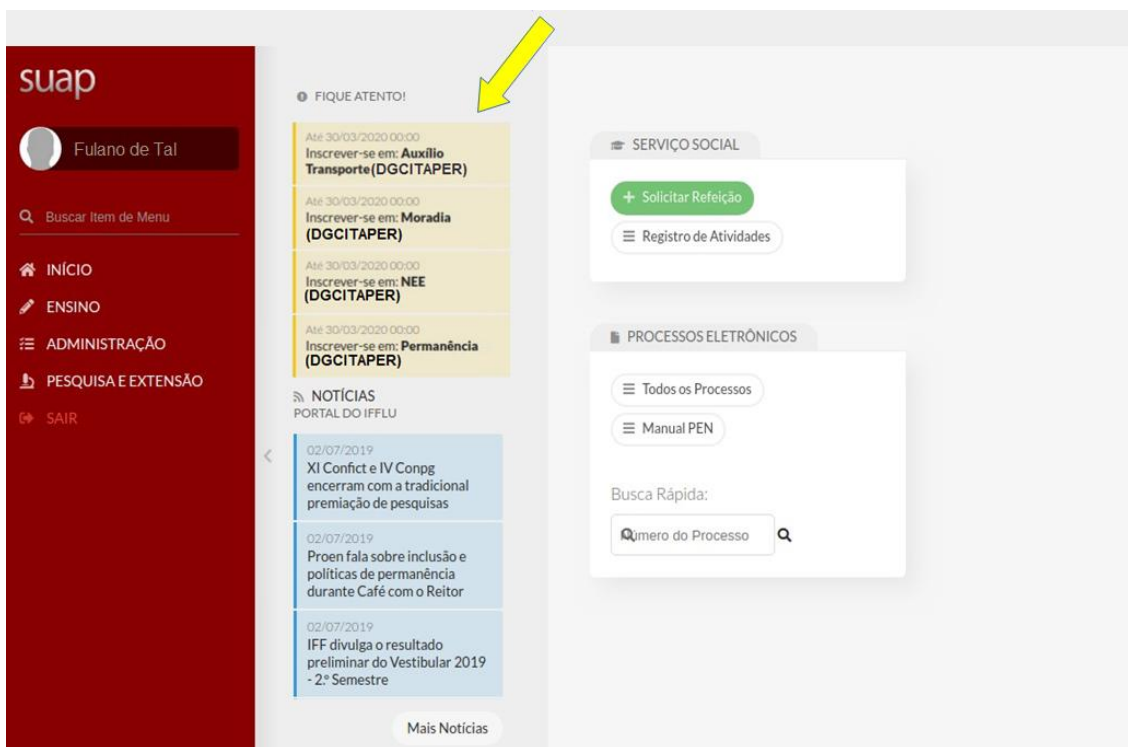 suap
Fulano de Tal
Buscar Item de Menu
INÍCIO
ENSINO
ADMINISTRAÇÃO
PESQUISA E EXTENSÃO
SAIR
FIQUE ATENTO!
Até 30/03/2020 00:00
Inscrever-se em: Auxílio
Transporte(DGCITAPER)
Até 30/03/2020 00:00
Inscrever-se em: Moradia
(DGCITAPER)
Até 30/03/2020 00:00
Inscrever-se em: NEE
(DGCITAPER)
Até 30/03/2020 00:00
Inscrever-se em: Permanência
(DGCITAPER)
NOTÍCIAS
PORTAL DO IFFLU
02/07/2019
XI Confict e IV Conpg
encerram com a tradicional
premiação de pesquisas
02/07/2019
Proen fala sobre inclusão e
políticas de permanência
durante Café com o Reitor
02/07/2019
IFF divulga o resultado
preliminar do Vestibular 2019
- 2.º Semestre
Mais Notícias
SERVIÇO SOCIAL
+ Solicitar Refeição
Registro de Atividades
PROCESSOS ELETRÔNICOS
Todos os Processos
Manual PEN
Busca Rápida:
Número do Processo